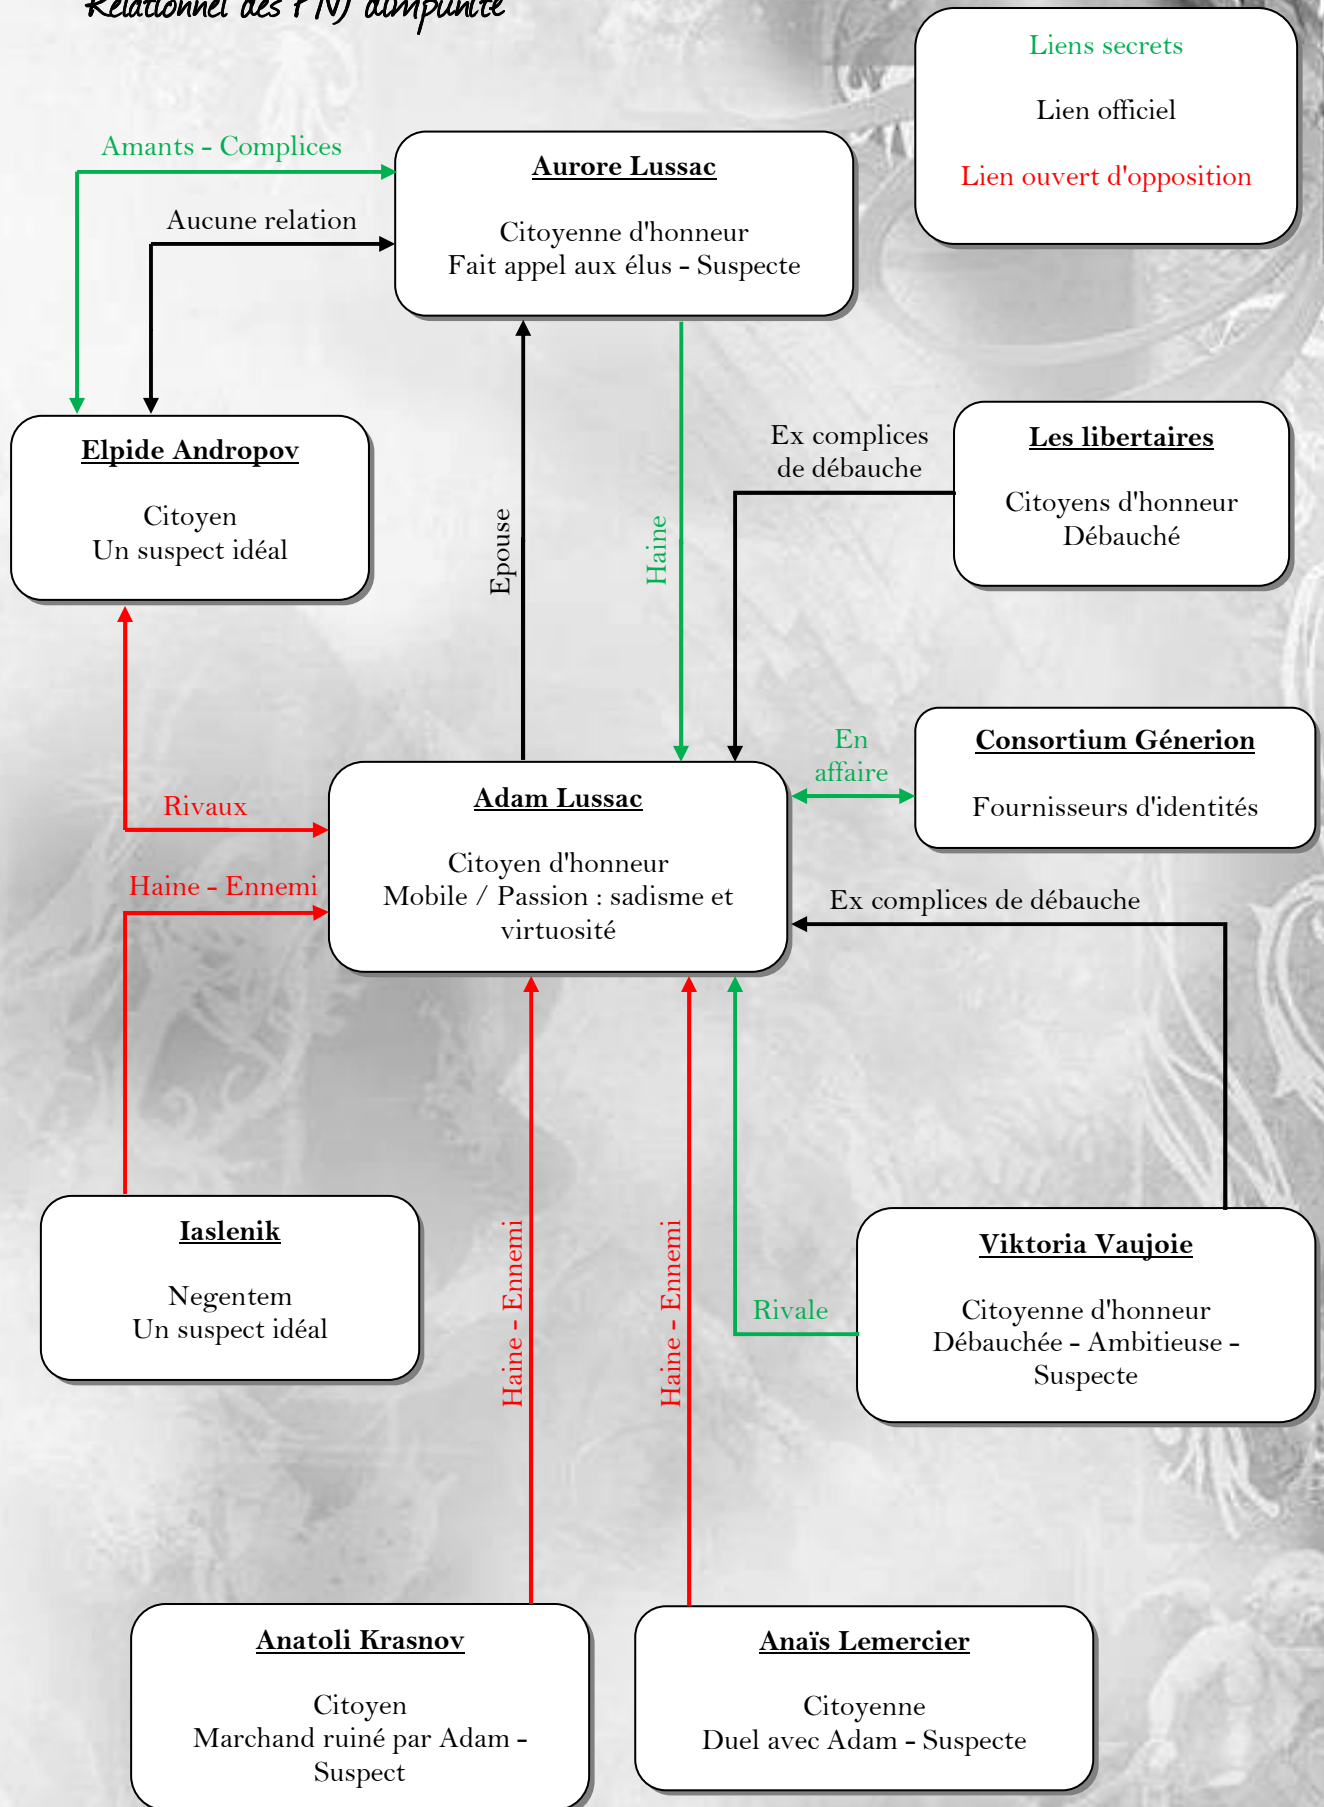 Relationnel des PNJ d'impunité
Liens secrets
Lien officiel
Lien ouvert d'opposition
Amants - Complices
Aucune relation
Aurore Lussac
Citoyenne d'honneur
Fait appel aux élus - Suspecte
Elpide Andropov
Citoyen
Un suspect idéal
Epouse
Haine
Ex complices
de débauche
Les libertaires
Citoyens d'honneur
Débauché
En
affaire
Consortium Génerion
Fournisseurs d'identités
Rivaux
Haine - Ennemi
Adam Lussac
Citoyen d'honneur
Mobile / Passion : sadisme et
virtuosité
Ex complices de débauche
Iaslenik
Negentem
Un suspect idéal
Haine - Ennemi
Haine - Ennemi
Rivale
Viktoria Vaujoie
Citoyenne d'honneur
Débauchée - Ambitieuse -
Suspecte
Anatoli Krasnov
Citoyen
Marchand ruiné par Adam -
Suspect
Anaïs Lemercier
Citoyenne
Duel avec Adam - Suspecte